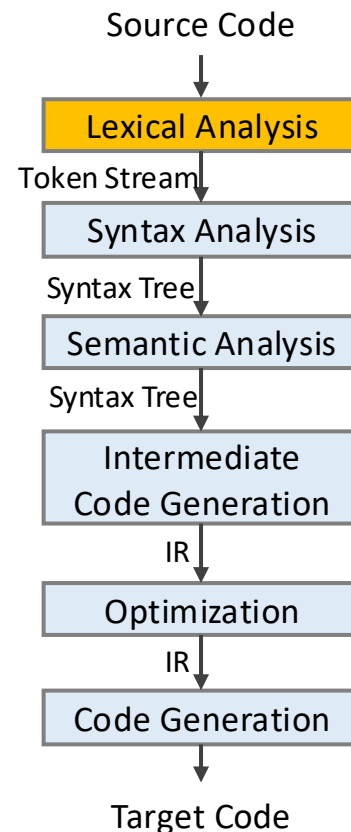 Source Code
Lexical Analysis
Token Stream
Syntax Analysis
Syntax Tree
Semantic Analysis
Syntax Tree
Intermediate
Code Generation
IR
Optimization
IR
Code Generation
Target Code